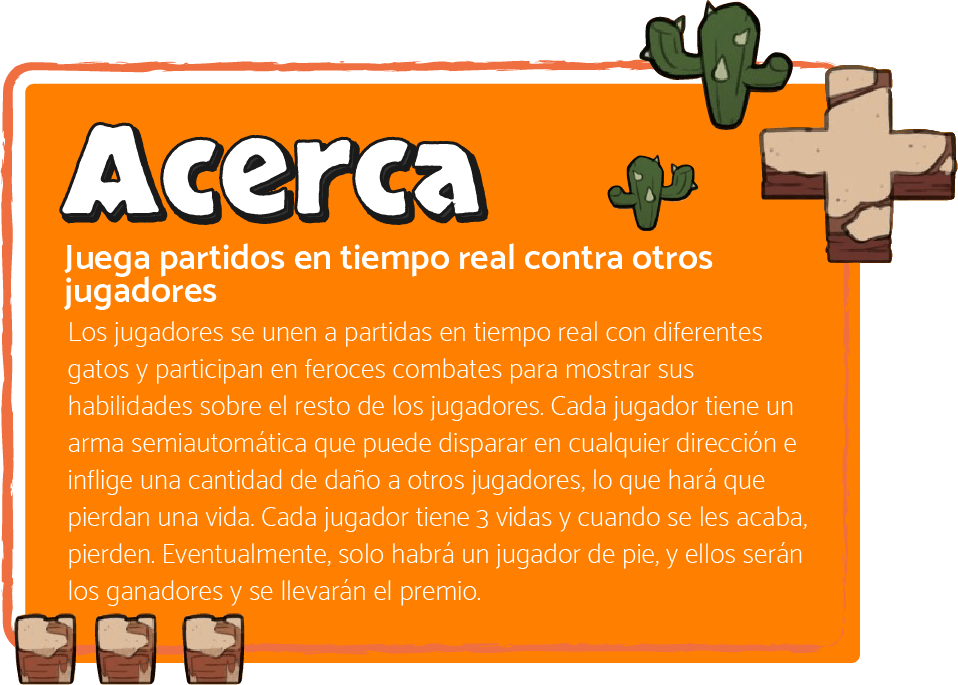 Acerca
Juega partidos en tiempo real contra otros
jugadores
Los jugadores se unen a partidas en tiempo real con diferentes
gatos y participan en feroces combates para mostrar sus
habilidades sobre el resto de los jugadores. Cada jugador tiene un
arma semiautomática que puede disparar en cualquier dirección e
inflige una cantidad de daño a otros jugadores, lo que hará que
pierdan una vida. Cada jugador tiene 3 vidas y cuando se les acaba,
pierden. Eventualmente, solo habrá un jugador de pie, y ellos serán
los ganadores y se llevarán el premio.